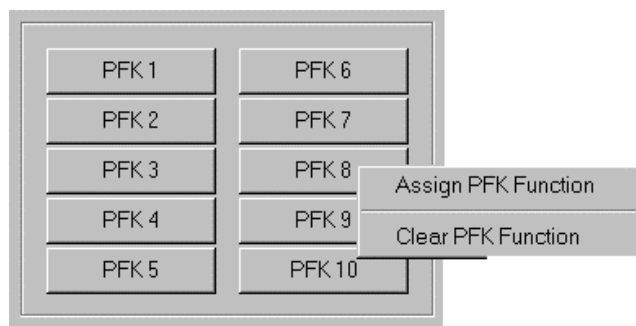 PFK 1
PFK 2
PFK 3
PFK 4
PFK 5
PFK 6
PFK 7
PFK 8
PFK 9
PFK 10
Assign PFK Function
Clear PFK Function